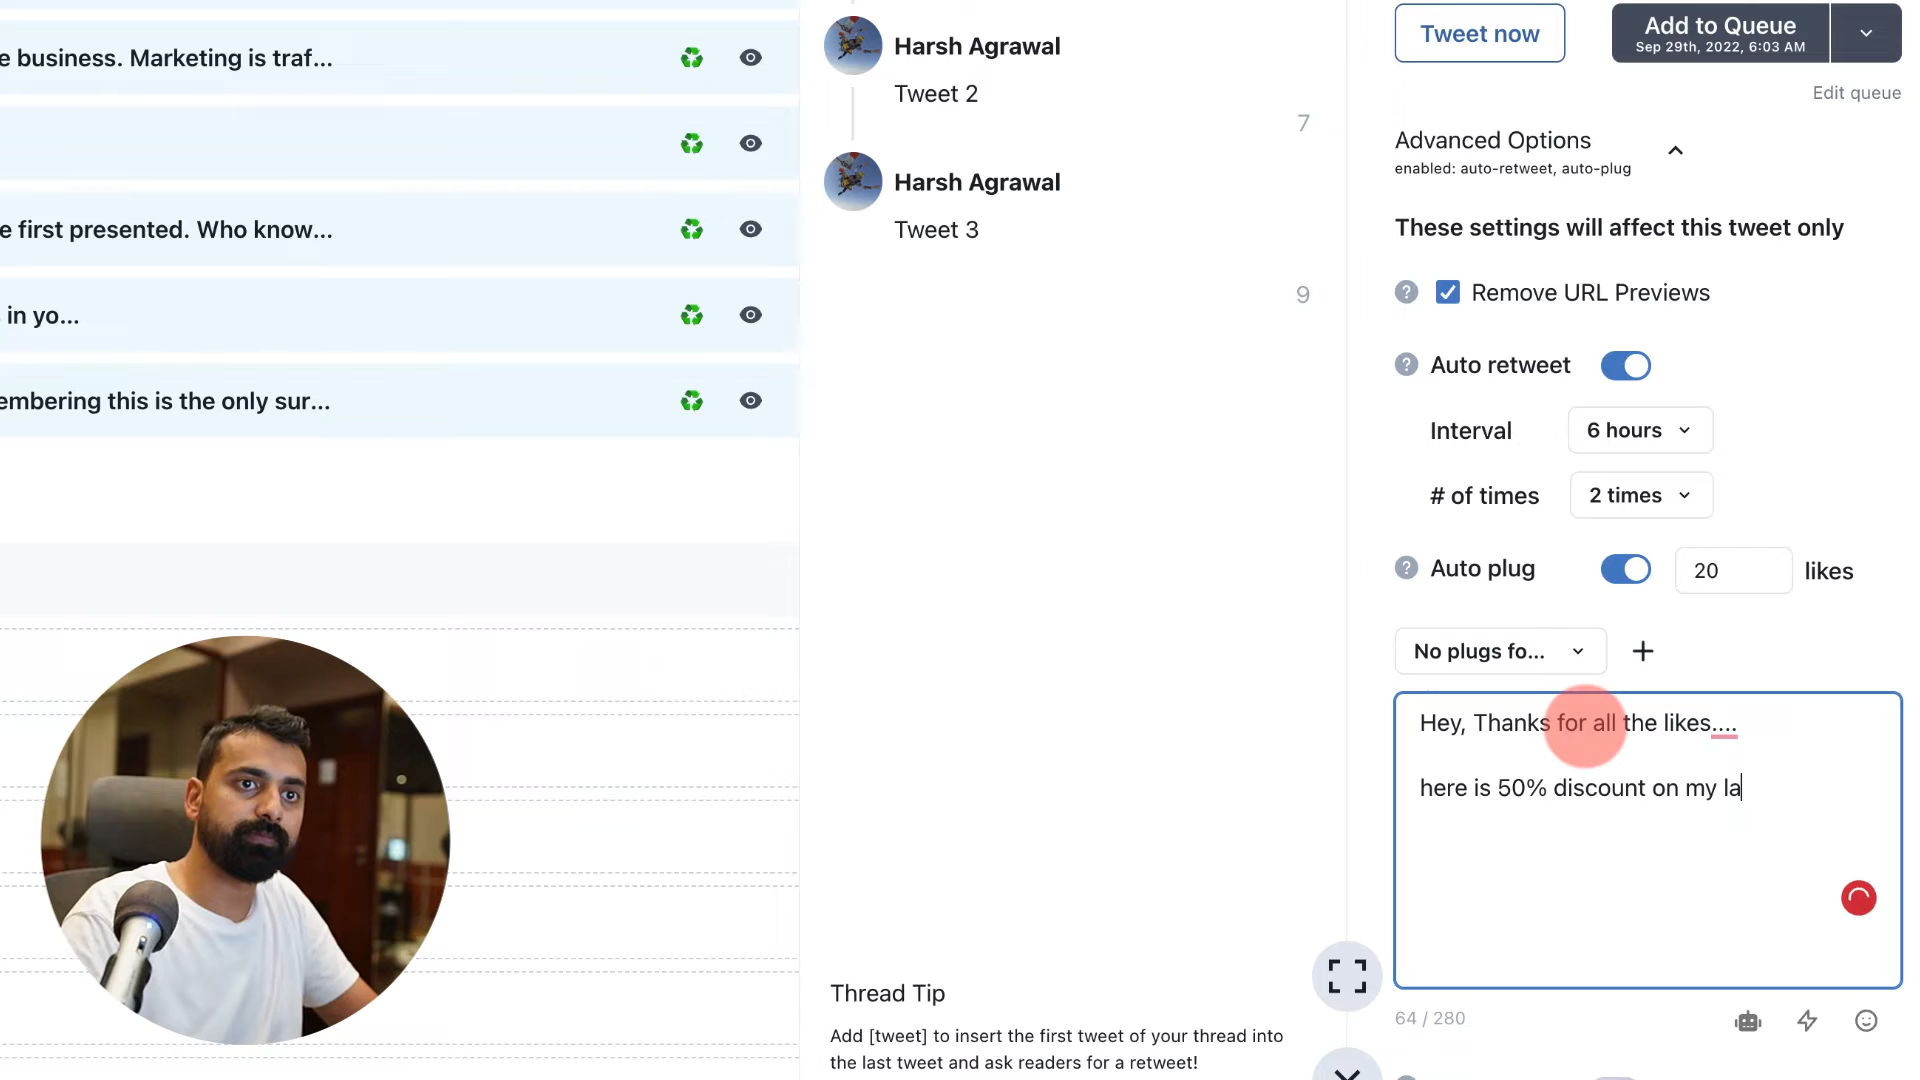 e business. Marketing is traf...
e first presented. Who know...
in yo...
embering this is the only sur...
Harsh Agrawal
Tweet 2
7
Harsh Agrawal
Tweet 3
9
Thread Tip
Add [tweet] to insert the first tweet of your thread into
the last tweet and ask readers for a retweet!
Tweet now
Add to Queue
Sep 29th, 2022, 6:03 AM
Edit queue
Advanced Options
enabled: auto-retweet, auto-plug
These settings will affect this tweet only
? Remove URL Previews
? Auto retweet
Interval 6 hours
# of times 2 times
? Auto plug 20 likes
No plugs fo... +
Hey, Thanks for all the likes....
here is 50% discount on my la
64 / 280